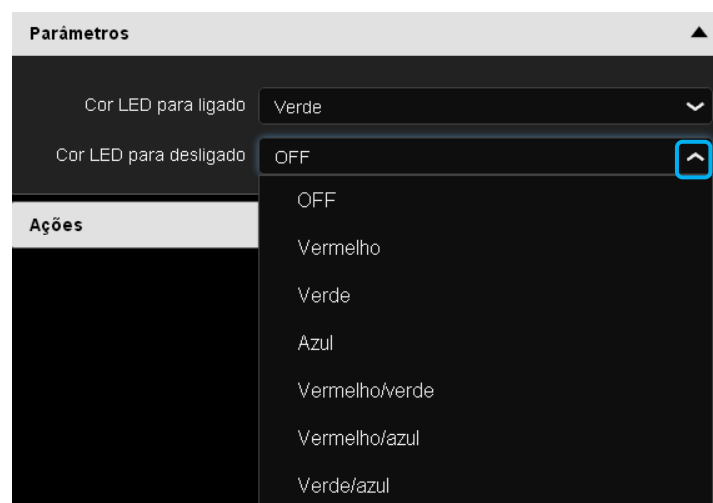 Parâmetros
Cor LED para ligado Verde
Cor LED para desligado OFF
OFF
Ações
Vermelho
Verde
Azul
Vermelho/verde
Vermelho/azul
Verde/azul